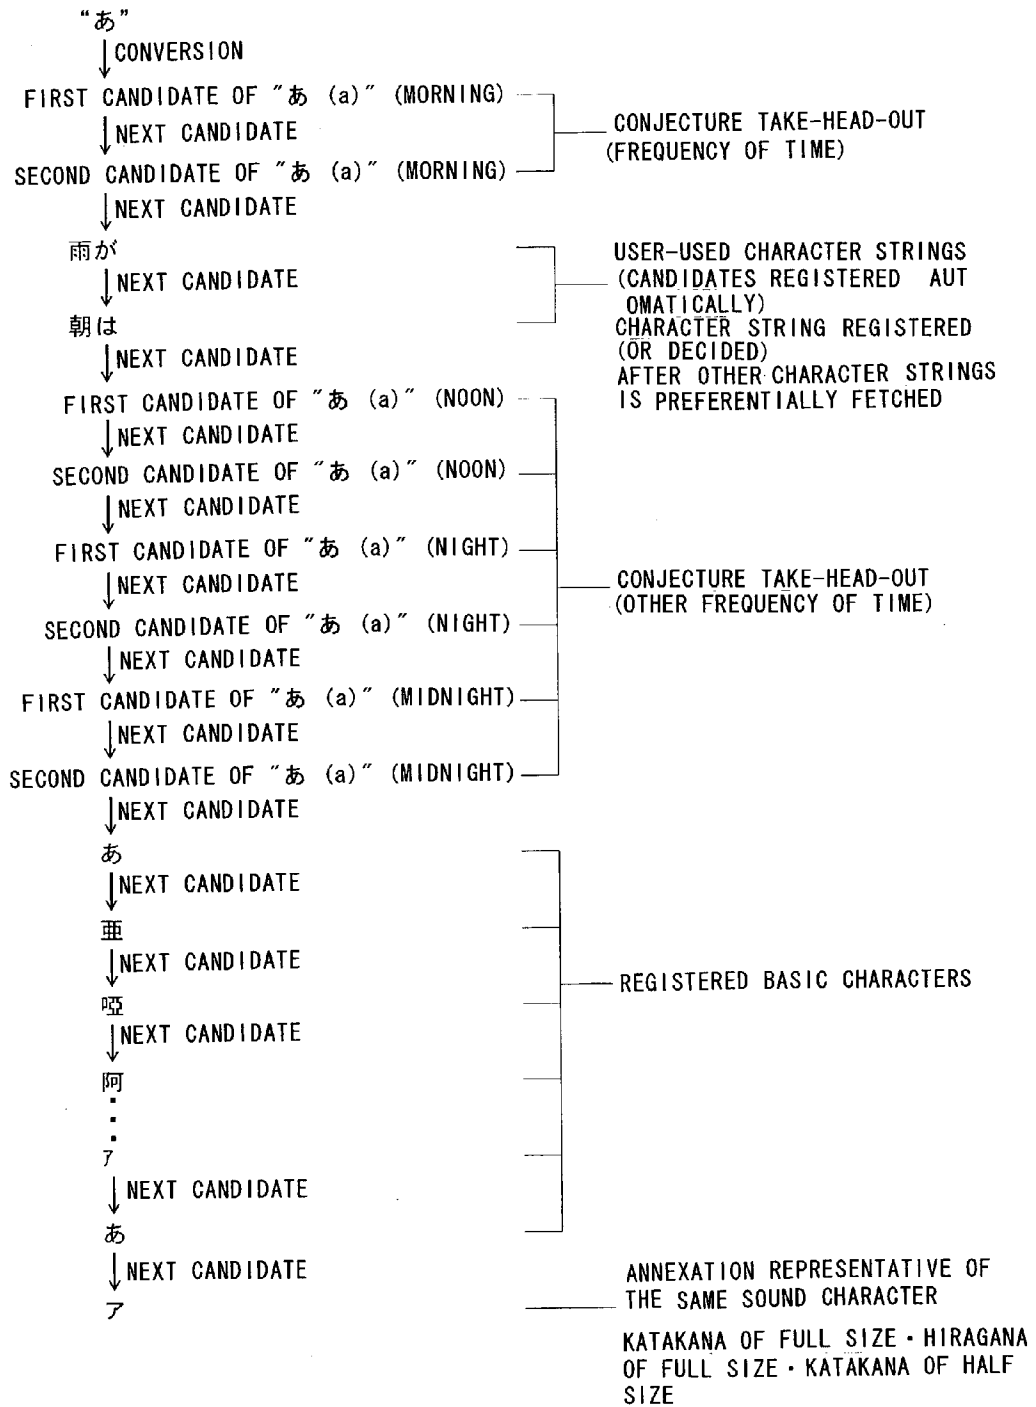 “あ”
CONVERSION
FIRST CANDIDATE OF ″あ (a)″ (MORNING)
NEXT CANDIDATE
SECOND CANDIDATE OF ″あ (a)″ (MORNING)
CONJECTURE TAKE-HEAD-OUT
(FREQUENCY OF TIME)
NEXT CANDIDATE
雨が
NEXT CANDIDATE
朝は
USER-USED CHARACTER STRINGS
(CANDIDATES REGISTERED AUT
OMATICALLY)
CHARACTER STRING REGISTERED
(OR DECIDED)
AFTER OTHER CHARACTER STRINGS
IS PREFERENTIALLY FETCHED
NEXT CANDIDATE
FIRST CANDIDATE OF ″あ (a)″ (NOON)
NEXT CANDIDATE
SECOND CANDIDATE OF ″あ (a)″ (NOON)
NEXT CANDIDATE
FIRST CANDIDATE OF ″あ (a)″ (NIGHT)
NEXT CANDIDATE
SECOND CANDIDATE OF ″あ (a)″ (NIGHT)
NEXT CANDIDATE
FIRST CANDIDATE OF ″あ (a)″ (MIDNIGHT)
NEXT CANDIDATE
SECOND CANDIDATE OF ″あ (a)″ (MIDNIGHT)
CONJECTURE TAKE-HEAD-OUT
(OTHER FREQUENCY OF TIME)
NEXT CANDIDATE
あ
NEXT CANDIDATE
亜
NEXT CANDIDATE
啞
NEXT CANDIDATE
阿
ｱ
NEXT CANDIDATE
あ
REGISTERED BASIC CHARACTERS
NEXT CANDIDATE
ア
ANNEXATION REPRESENTATIVE OF
THE SAME SOUND CHARACTER
KATAKANA OF FULL SIZE・HIRAGANA
OF FULL SIZE・KATAKANA OF HALF
SIZE